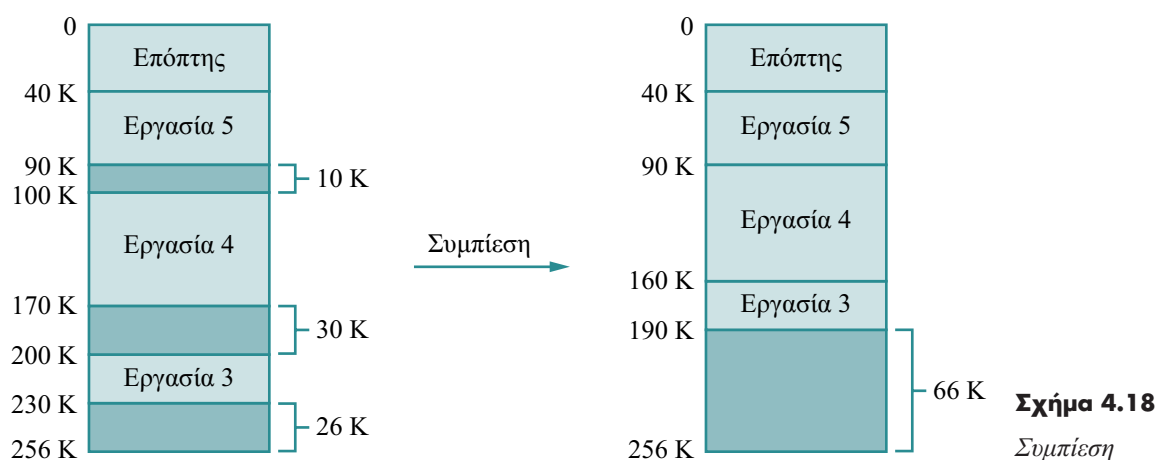 0
Επόπτης
40 K
Εργασία 5
90 K
10 K
100 K
Εργασία 4
170 K
30 K
200 K
Εργασία 3
230 K
26 K
256 K
Συμπίεση
0
Επόπτης
40 K
Εργασία 5
90 K
Εργασία 4
160 K
Εργασία 3
190 K
66 K
256 K
Σχήμα 4.18
Συμπίεση